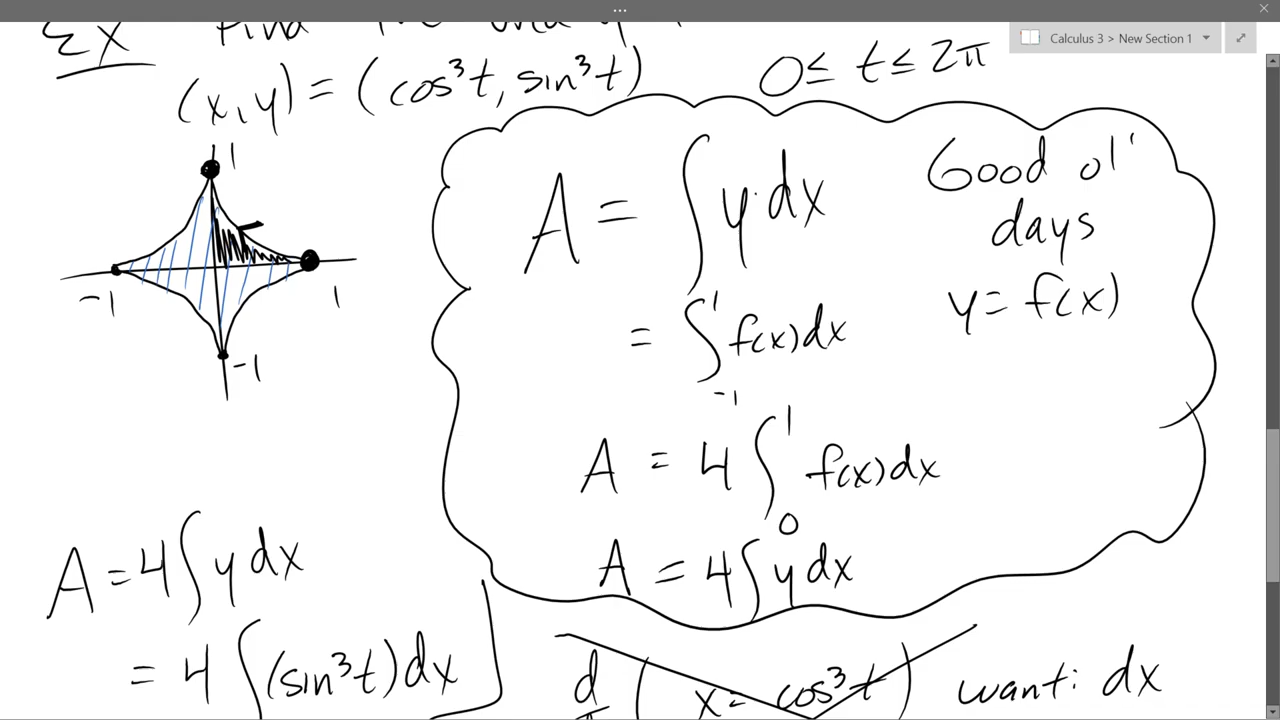 ...
Calculus 3 > New Section 1
Ex Find
(x,y) = (cos³t, sin³t) 0 ≤ t ≤ 2π
1
-1
1
-1
A = ∫ y·dx
Good ol'
days
y = f(x)
= ∫₋₁¹ f(x)dx
A = 4 ∫₀¹ f(x)dx
A = 4 ∫ y dx
A = 4 ∫ y dx
= 4 ∫ (sin³t) dx
d ( x = cos³t ) want: dx